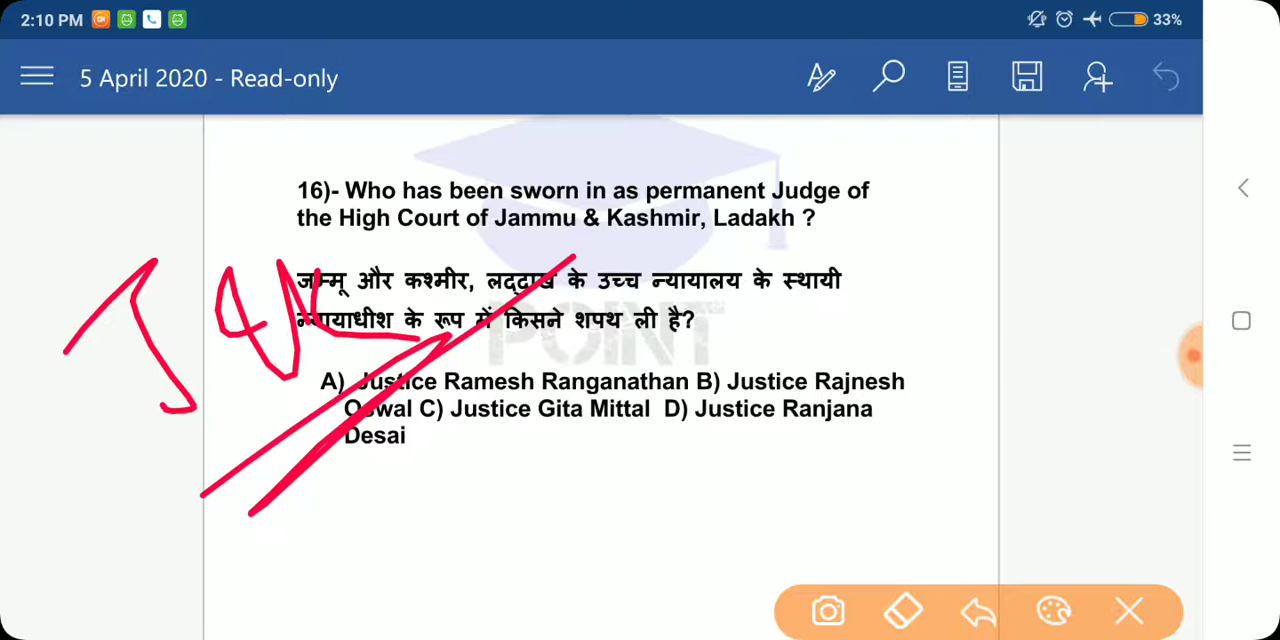 2:10 PM
33%
5 April 2020 - Read-only
16)- Who has been sworn in as permanent Judge of
the High Court of Jammu & Kashmir, Ladakh ?
जम्मू और कश्मीर, लद्दाख के उच्च न्यायालय के स्थायी
न्यायाधीश के रूप में किसने शपथ ली है?
J&K
POINT
A) Justice Ramesh Ranganathan B) Justice Rajnesh
Oswal C) Justice Gita Mittal D) Justice Ranjana
Desai